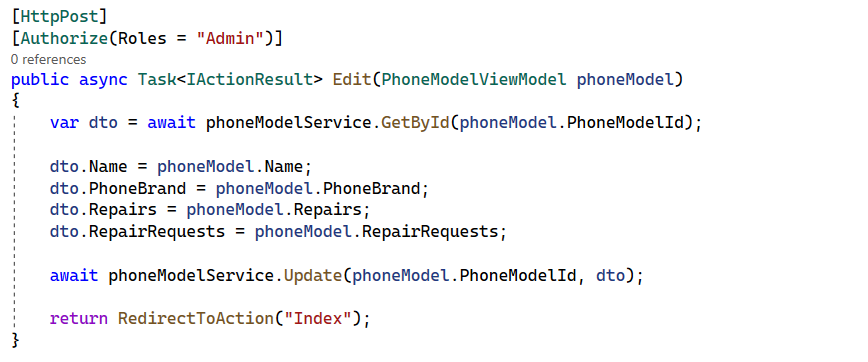 [HttpPost]
[Authorize(Roles = "Admin")]
0 references
public async Task<IActionResult> Edit(PhoneModelViewModel phoneModel)
{
    var dto = await phoneModelService.GetById(phoneModel.PhoneModelId);
    dto.Name = phoneModel.Name;
    dto.PhoneBrand = phoneModel.PhoneBrand;
    dto.Repairs = phoneModel.Repairs;
    dto.RepairRequests = phoneModel.RepairRequests;
    await phoneModelService.Update(phoneModel.PhoneModelId, dto);
    return RedirectToAction("Index");
}